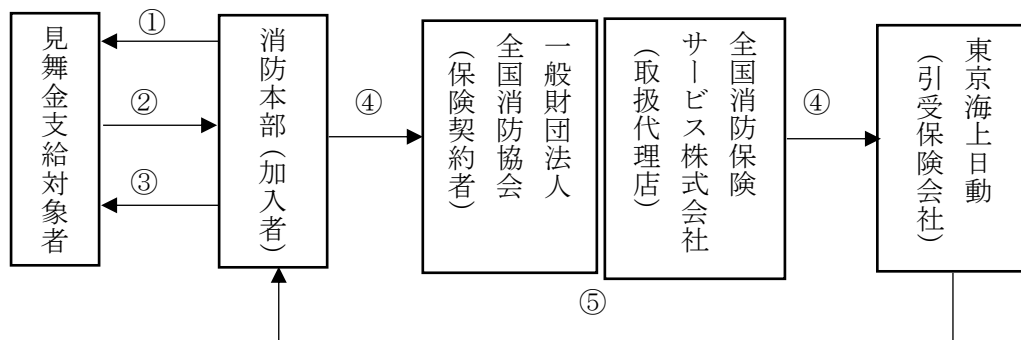 見舞金支給対象者
①
②
③
消防本部（加入者）
④
一般財団法人
全国消防協会
（保険契約者）
全国消防保険
サービス株式会社
（取扱代理店）
④
東京海上日動
（引受保険会社）
⑤